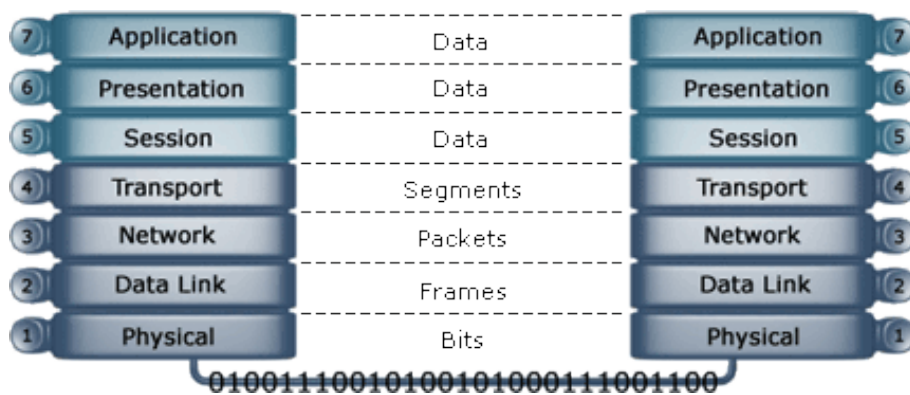 7 Application Data Application 7
6 Presentation Data Presentation 6
5 Session Data Session 5
4 Transport Segments Transport 4
3 Network Packets Network 3
2 Data Link Frames Data Link 2
1 Physical Bits Physical 1
0100111001010010101000111001100